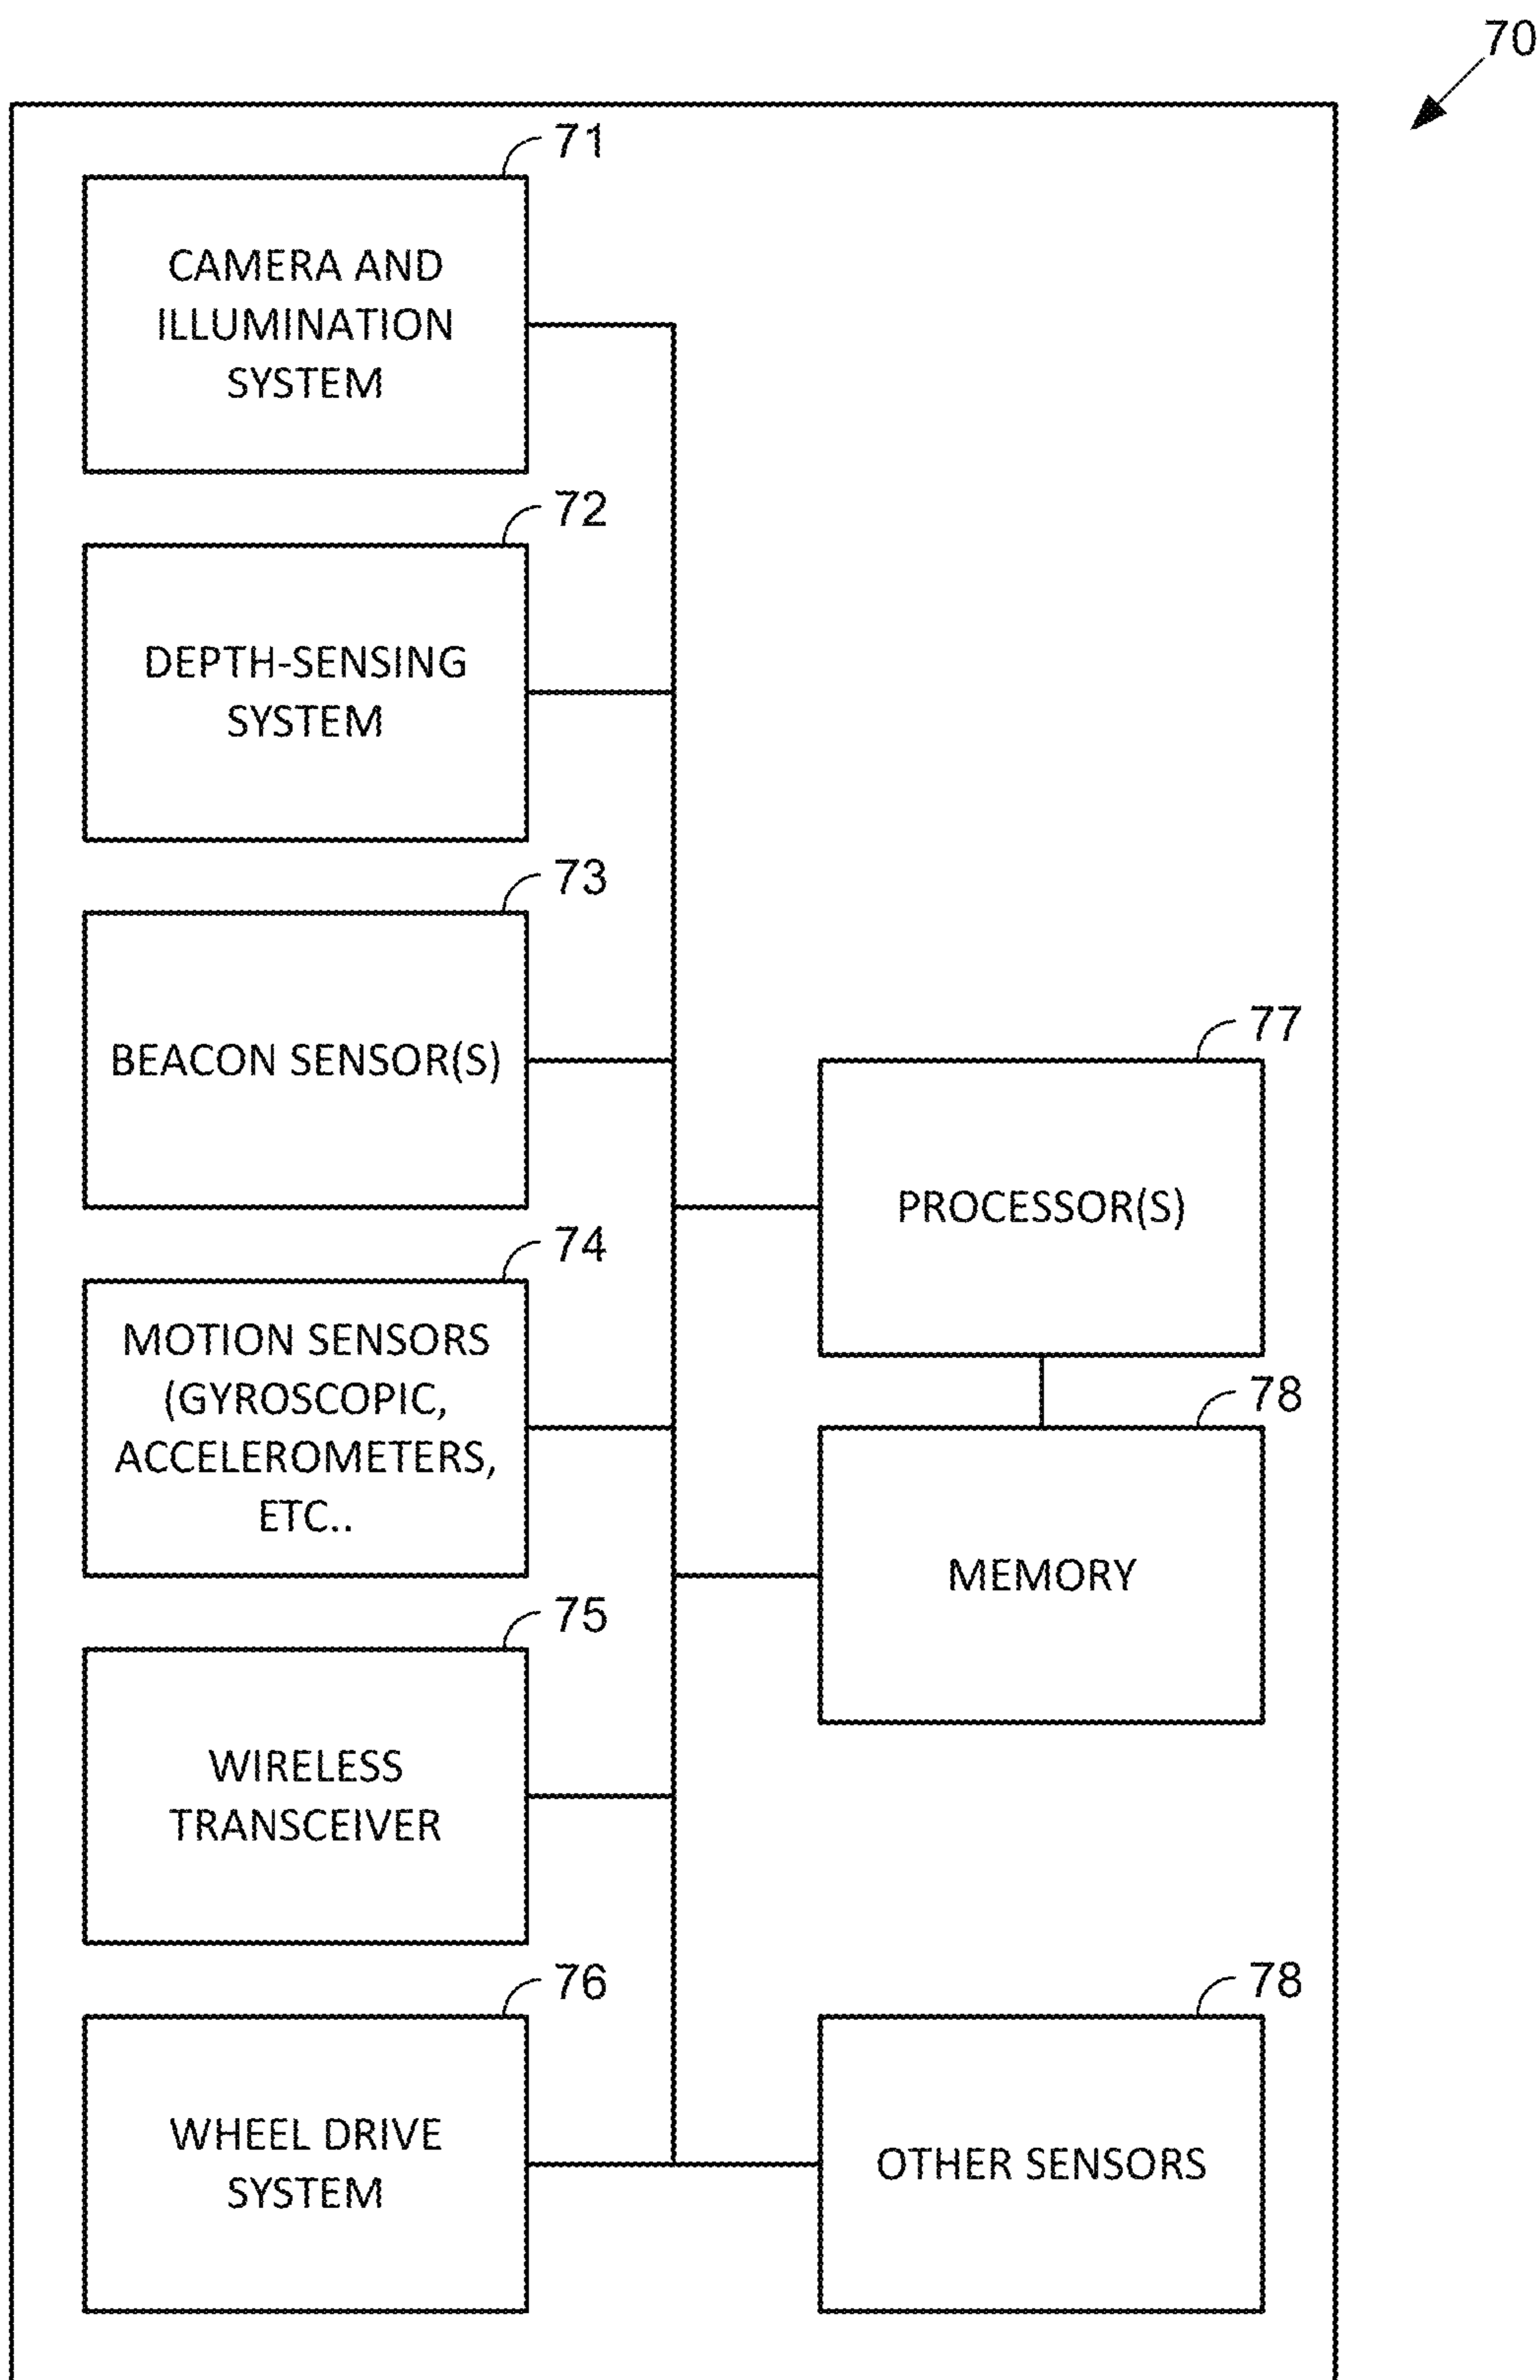 70
71
CAMERA AND
ILLUMINATION
SYSTEM
72
DEPTH-SENSING
SYSTEM
73
BEACON SENSOR(S)
74
MOTION SENSORS
(GYROSCOPIC,
ACCELEROMETERS,
ETC..
75
WIRELESS
TRANSCEIVER
76
WHEEL DRIVE
SYSTEM
77
PROCESSOR(S)
78
MEMORY
78
OTHER SENSORS